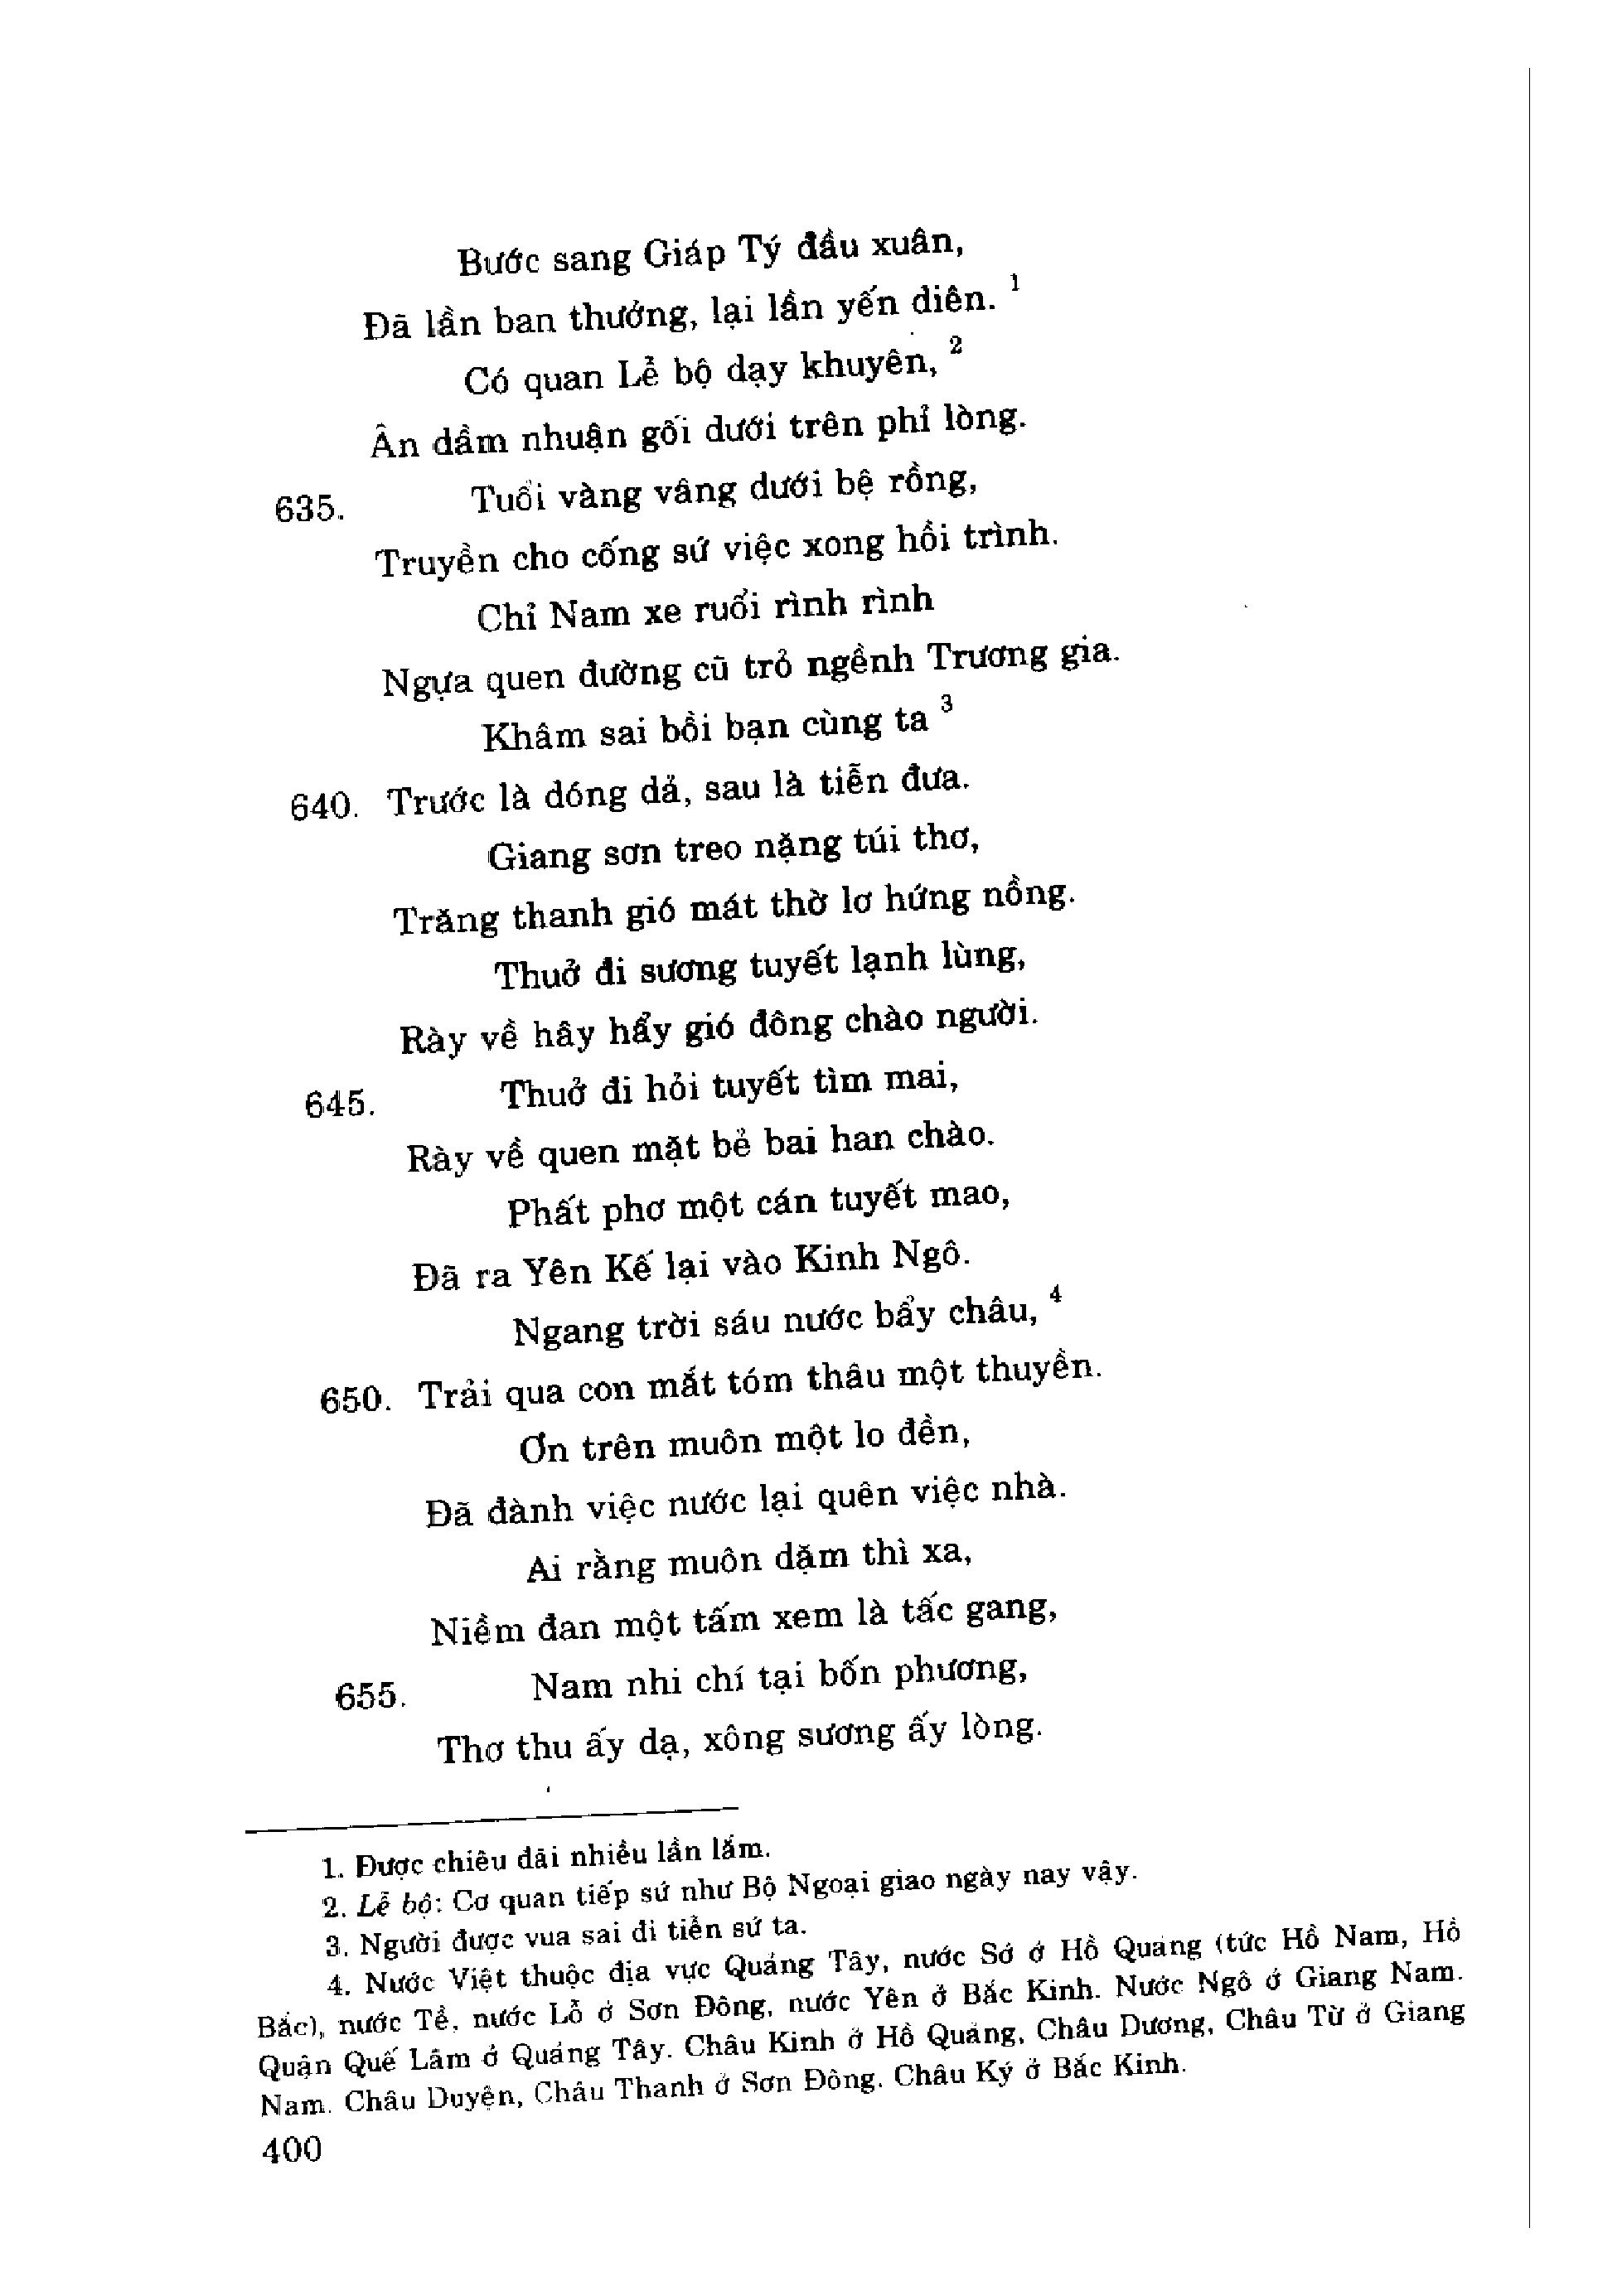 Bước sang Giáp Tý đầu xuân,
Đã lần ban thưởng, lại lần yến diên. 1
Có quan Lễ bộ dạy khuyên, 2
Ân dầm nhuận gối dưới trên phỉ lòng.
635. Tuổi vàng vâng dưới bệ rồng,
Truyền cho cống sứ việc xong hồi trình.
Chỉ Nam xe ruổi rình rình
Ngựa quen đường cũ trỏ ngềnh Trương gia.
Khâm sai bồi bạn cùng ta 3
640. Trước là dóng dả, sau là tiễn đưa.
Giang sơn treo nặng túi thơ,
Trăng thanh gió mát thờ lơ hứng nồng.
Thuở đi sương tuyết lạnh lùng,
Rày về hây hẩy gió đông chào người.
645. Thuở đi hỏi tuyết tìm mai,
Rày về quen mặt bẻ bai han chào.
Phất phơ một cán tuyết mao,
Đã ra Yên Kế lại vào Kinh Ngô.
Ngang trời sáu nước bẩy châu, 4
650. Trải qua con mắt tóm thâu một thuyền.
Ơn trên muôn một lo đền,
Đã đành việc nước lại quên việc nhà.
Ai rằng muôn dặm thì xa,
Niềm đan một tấm xem là tấc gang,
655. Nam nhi chí tại bốn phương,
Thơ thu ấy dạ, xông sương ấy lòng.
1. Được chiêu đãi nhiều lần lắm.
2. Lễ bộ: Cơ quan tiếp sứ như Bộ Ngoại giao ngày nay vậy.
3. Người được vua sai đi tiễn sứ ta.
4. Nước Việt thuộc địa vực Quảng Tây, nước Sở ở Hồ Quảng (tức Hồ Nam, Hồ
Bắc), nước Tề, nước Lỗ ở Sơn Đông, nước Yên ở Bắc Kinh. Nước Ngô ở Giang Nam.
Quận Quế Lâm ở Quảng Tây. Châu Kinh ở Hồ Quảng, Châu Dương, Châu Từ ở Giang
Nam. Châu Duyện, Châu Thanh ở Sơn Đông. Châu Ký ở Bắc Kinh.
400